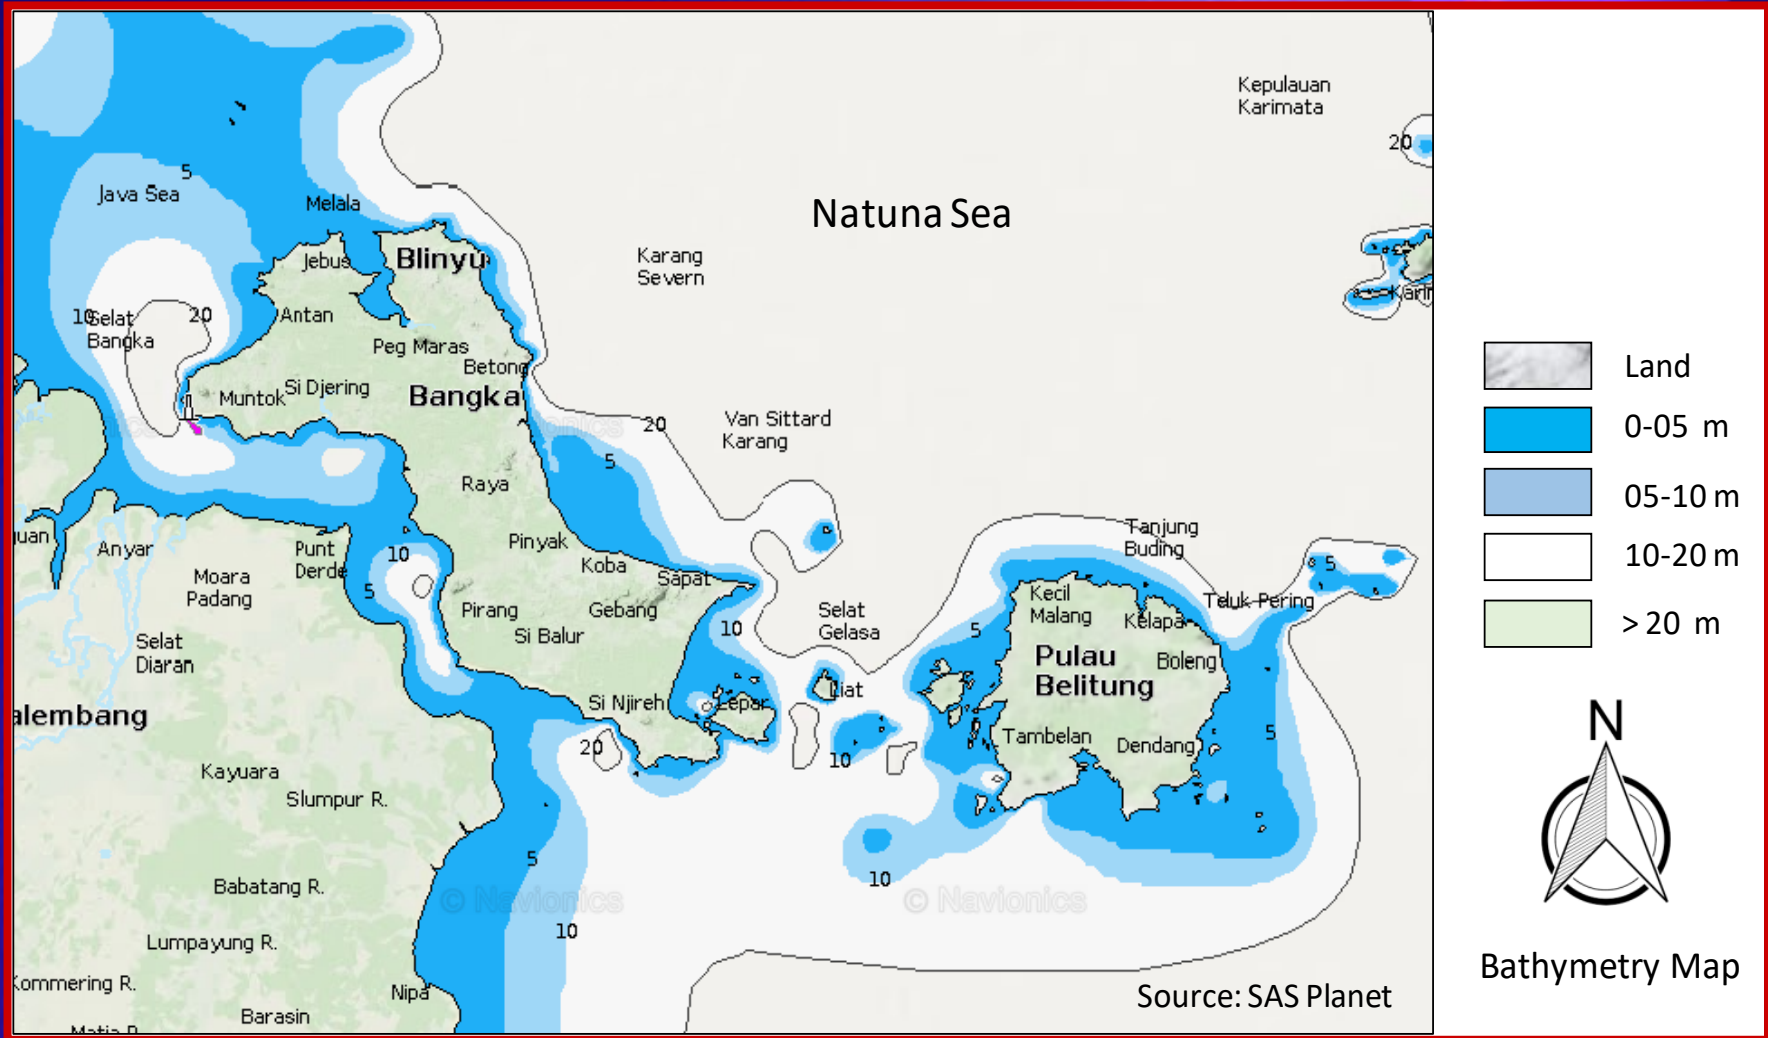 Kepulauan
Karimata
20
5
Java Sea
Melala
Natuna Sea
Jebus
Blinyu
Karang
Severn
10
Selat
Bangka
20
Antan
Peg Maras
Betong
Muntok
Si Djering
Bangka
20
Van Sittard
Karang
5
Raya
Anyar
Punt
Derde
10
Pinyak
Tanjung
Buding
Koba
Sapat
5
Moara
Padang
5
Pirang
Gebang
Si Balur
10
Selat
Gelasa
5
Kecil
Malang
Kelapa
Teluk Pering
Selat
Diaran
Pulau
Belitung
Boleng
Si Njireh
Lepar
Liat
alembang
20
10
Tambelan
Dendang
5
Kayuara
Slumpur R.
5
10
Babatang R.
© Navionics
© Navionics
10
Lumpayung R.
Kommering R.
Nipa
Barasin
Source: SAS Planet
Land
0-05 m
05-10 m
10-20 m
> 20 m
N
Bathymetry Map